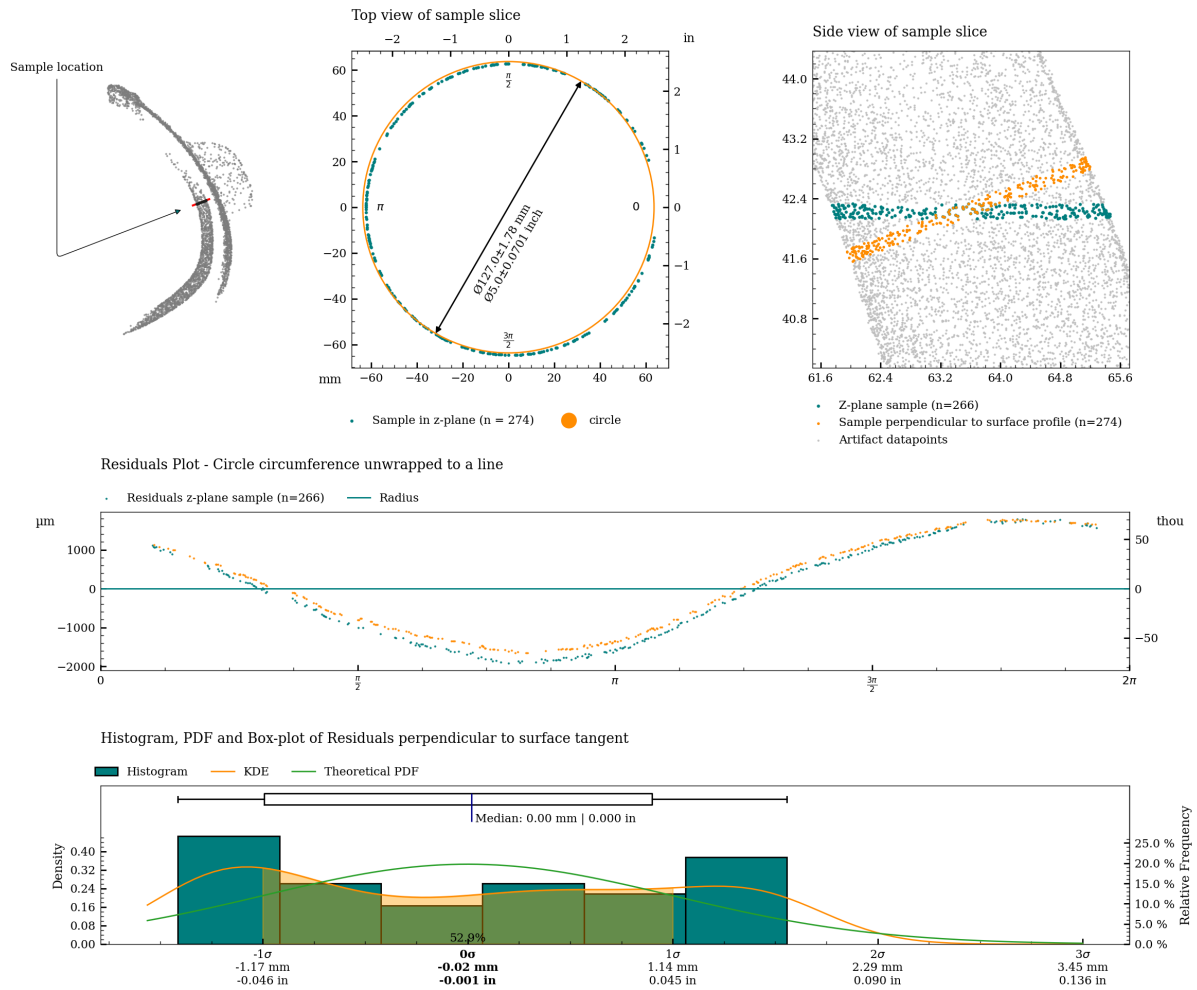 Top view of sample slice
−2 −1 0 1 2 in
Side view of sample slice
Sample location
60 40 20 0 −20 −40 −60
π/2
π
0
3π/2
Ø127.0±1.78 mm
Ø5.0±0.0701 inch
2 1 0 −1 −2
mm −60 −40 −20 0 20 40 60
Sample in z-plane (n = 274) circle
44.0 43.2 42.4 41.6 40.8
61.6 62.4 63.2 64.0 64.8 65.6
Z-plane sample (n=266)
Sample perpendicular to surface profile (n=274)
Artifact datapoints
Residuals Plot - Circle circumference unwrapped to a line
Residuals z-plane sample (n=266) Radius
µm thou
1000 0 −1000 −2000
50 0 −50
0 π/2 π 3π/2 2π
Histogram, PDF and Box-plot of Residuals perpendicular to surface tangent
Histogram KDE Theoretical PDF
Median: 0.00 mm | 0.000 in
Density
0.40 0.32 0.24 0.16 0.08 0.00
25.0 % 20.0 % 15.0 % 10.0 % 5.0 % 0.0 %
Relative Frequency
52.9%
-1σ 0σ 1σ 2σ 3σ
-1.17 mm -0.02 mm 1.14 mm 2.29 mm 3.45 mm
-0.046 in -0.001 in 0.045 in 0.090 in 0.136 in